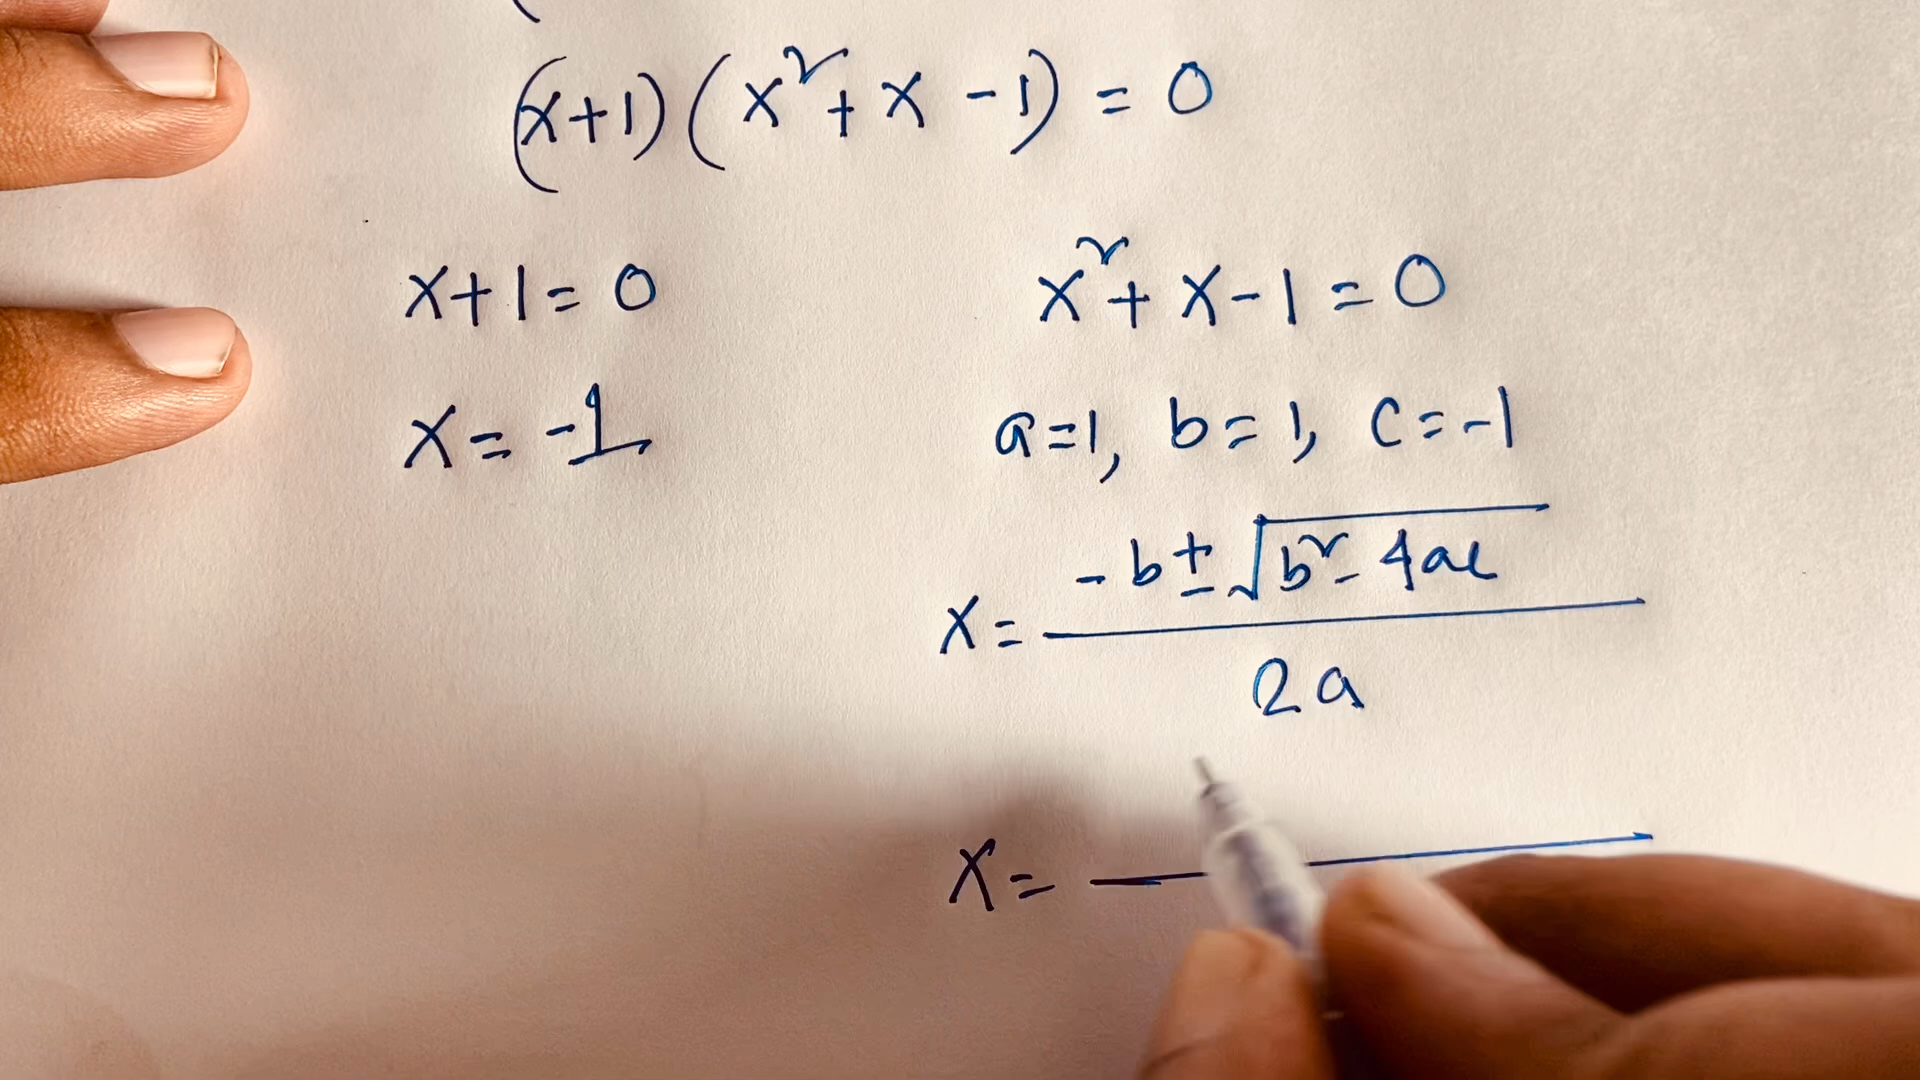 (x+1)(x²+x-1)=0
x+1=0
x=-1
x²+x-1=0
a=1, b=1, c=-1
x=(-b±√(b²-4ac))/(2a)
x=